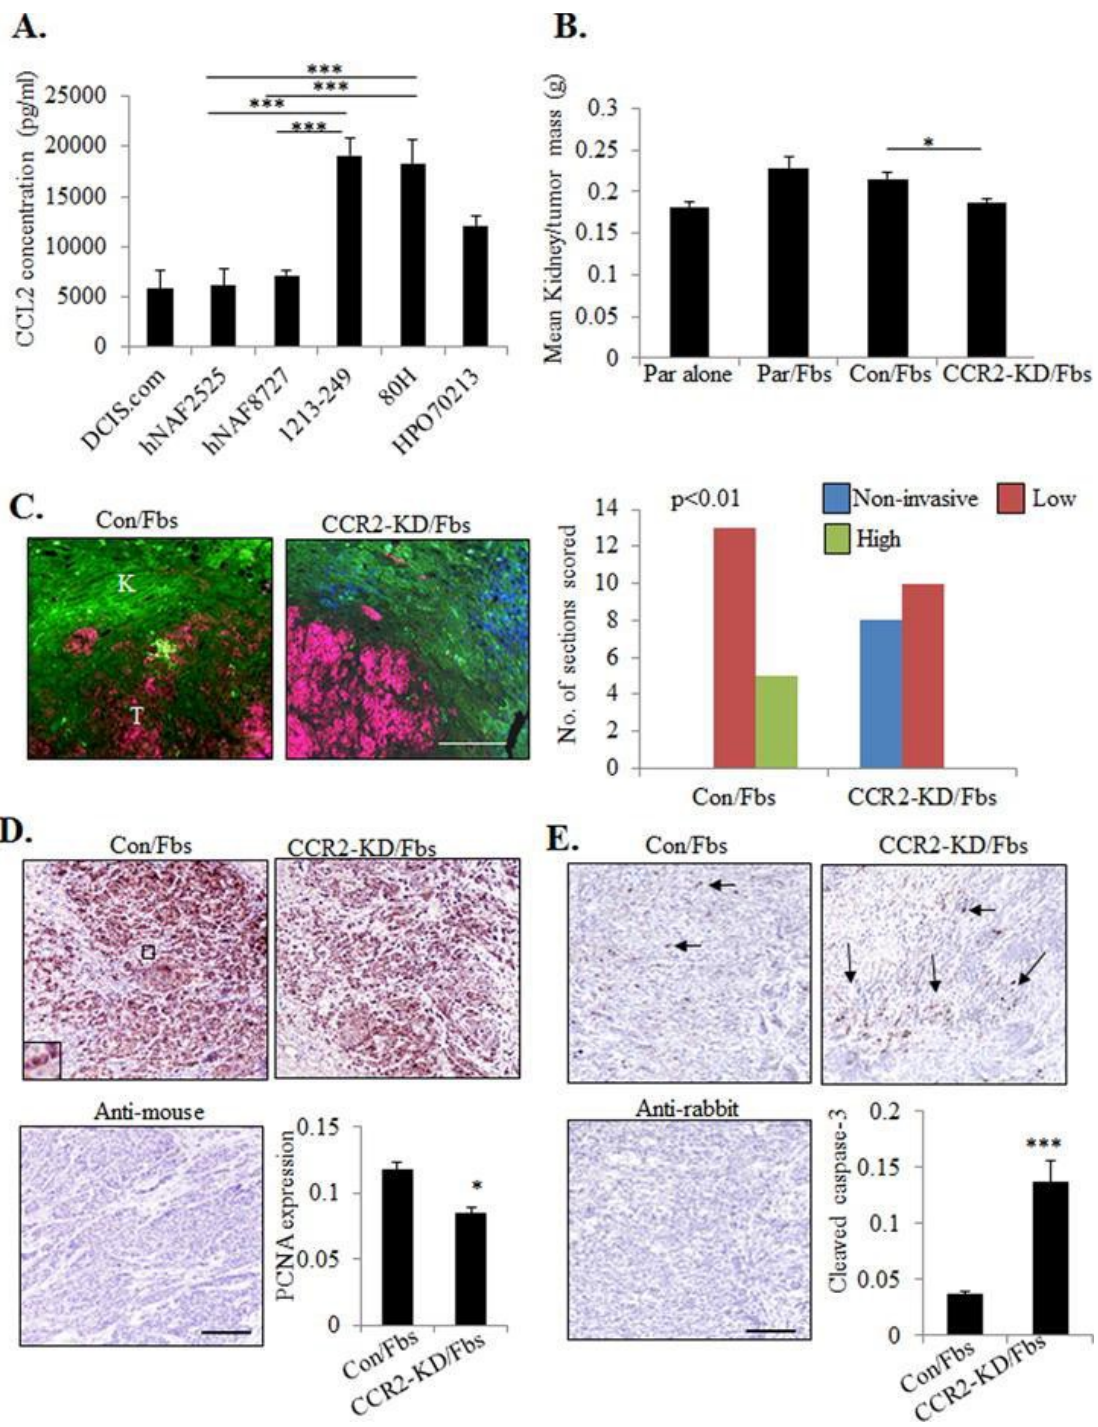 A.
CCL2 concentration (pg/ml)
25000
20000
15000
10000
5000
0
***
***
***
***
DCIS.com
hNAF2525
hNAF8727
1213-249
80H
HPO70213
B.
Mean Kidney/tumor mass (g)
0.3
0.25
0.2
0.15
0.1
0.05
0
*
Par alone
Par/Fbs
Con/Fbs
CCR2-KD/Fbs
C.
Con/Fbs
CCR2-KD/Fbs
K
T
No. of sections scored
14
12
10
8
6
4
2
0
p<0.01
Non-invasive
Low
High
Con/Fbs
CCR2-KD/Fbs
D.
Con/Fbs
CCR2-KD/Fbs
Anti-mouse
PCNA expression
0.15
0.1
0.05
0
*
Con/Fbs
CCR2-KD/Fbs
E.
Con/Fbs
CCR2-KD/Fbs
Anti-rabbit
Cleaved caspase-3
0.2
0.15
0.1
0.05
0
***
Con/Fbs
CCR2-KD/Fbs